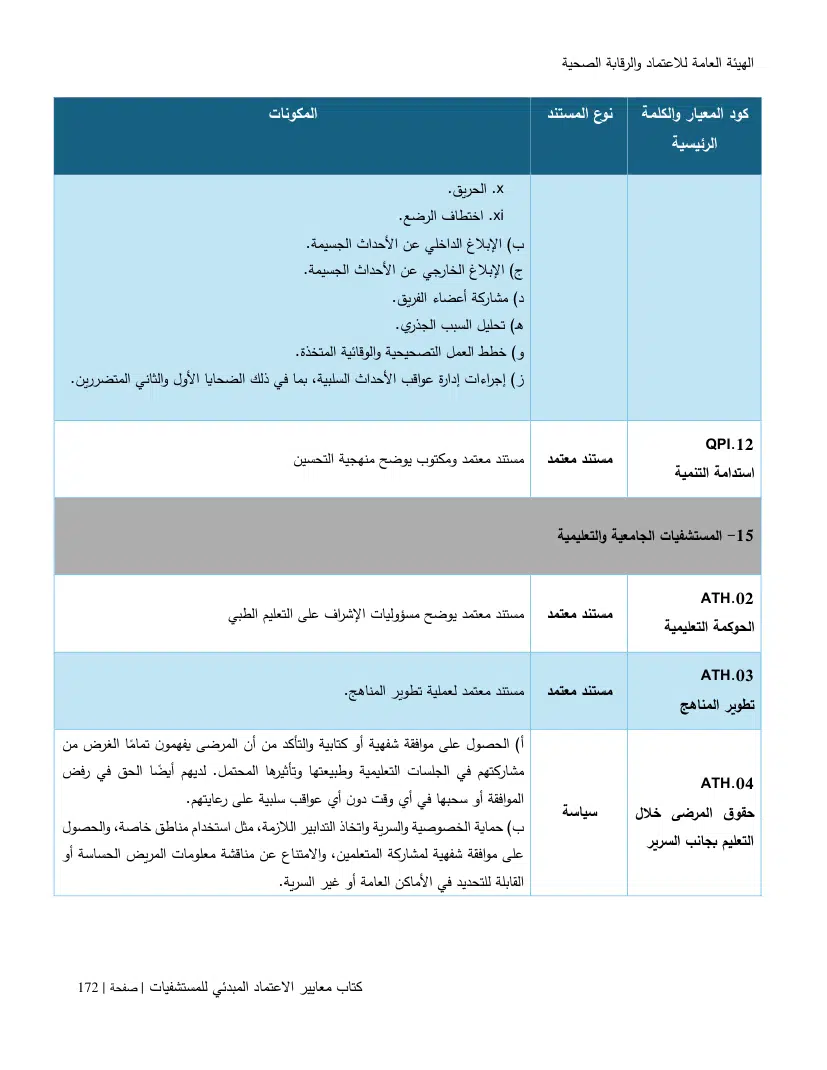 الهيئة العامة للاعتماد والرقابة الصحية
كود المعيار والكلمة
الرئيسية
نوع المستند
المكونات
x. الحريق.
xi. اختطاف الرضع.
ب) الإبلاغ الداخلي عن الأحداث الجسيمة.
ج) الإبلاغ الخارجي عن الأحداث الجسيمة.
د) مشاركة أعضاء الفريق.
ه) تحليل السبب الجذري.
و) خطط العمل التصحيحية والوقائية المتخذة.
ز) إجراءات إدارة عواقب الأحداث السلبية، بما في ذلك الضحايا الأول والثاني المتضررين.
QPI.12
استدامة التنمية
مستند معتمد
مستند معتمد ومكتوب يوضح منهجية التحسين
15- المستشفيات الجامعية والتعليمية
ATH.02
الحوكمة التعليمية
مستند معتمد
مستند معتمد يوضح مسؤوليات الإشراف على التعليم الطبي
ATH.03
تطوير المناهج
مستند معتمد
مستند معتمد لعملية تطوير المناهج.
ATH.04
حقوق المرضى خلال
التعليم بجانب السرير
سياسة
أ) الحصول على موافقة شفهية أو كتابية والتأكد من أن المرضى يفهمون تمامًا الغرض من
مشاركتهم في الجلسات التعليمية وطبيعتها وتأثيرها المحتمل. لديهم أيضًا الحق في رفض
الموافقة أو سحبها في أي وقت دون أي عواقب سلبية على رعايتهم.
ب) حماية الخصوصية والسرية واتخاذ التدابير اللازمة، مثل استخدام مناطق خاصة، والحصول
على موافقة شفهية لمشاركة المتعلمين، والامتناع عن مناقشة معلومات المريض الحساسة أو
القابلة للتحديد في الأماكن العامة أو غير السرية.
كتاب معايير الاعتماد المبدئي للمستشفيات | صفحة | 172